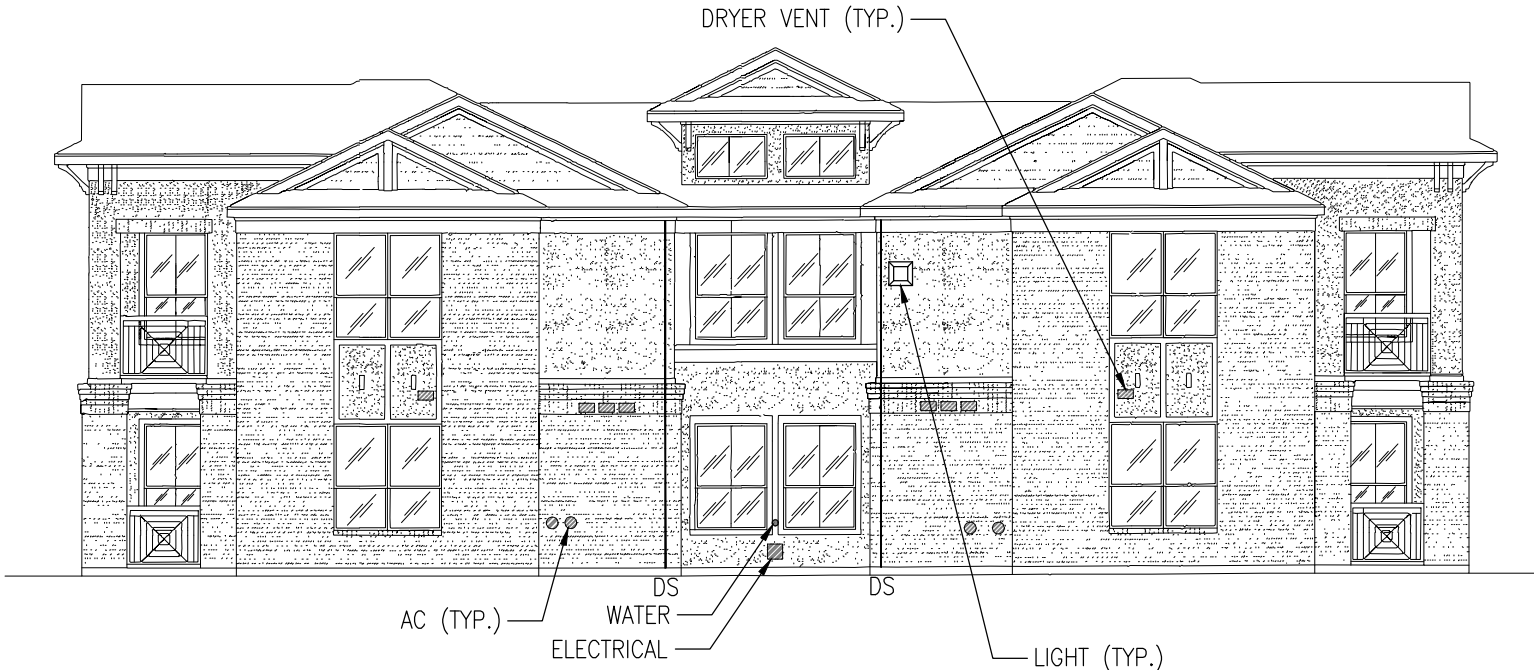 DRYER VENT (TYP.)
DS
DS
AC (TYP.)
WATER
ELECTRICAL
LIGHT (TYP.)